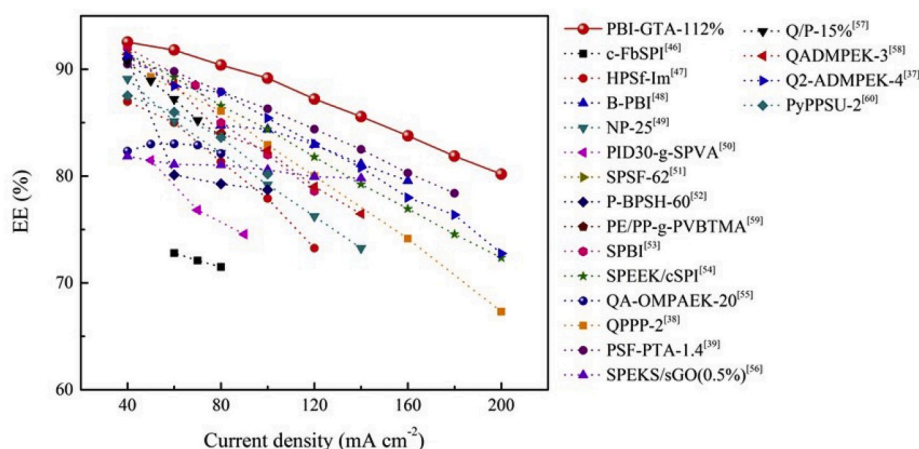 EE (%)
90
80
70
60
40
80
120
160
200
Current density (mA cm⁻²)
PBI-GTA-112%
c-FbSPI[46]
HPSf-Im[47]
B-PBI[48]
NP-25[49]
PID30-g-SPVA[50]
SPSF-62[51]
P-BPSH-60[52]
PE/PP-g-PVBTMA[59]
SPBI[53]
SPEEK/cSPI[54]
QA-OMPAEK-20[55]
QPPP-2[38]
PSF-PTA-1.4[39]
SPEKS/sGO(0.5%)[56]
Q/P-15%[57]
QADMPEK-3[58]
Q2-ADMPEK-4[37]
PyPPSU-2[60]